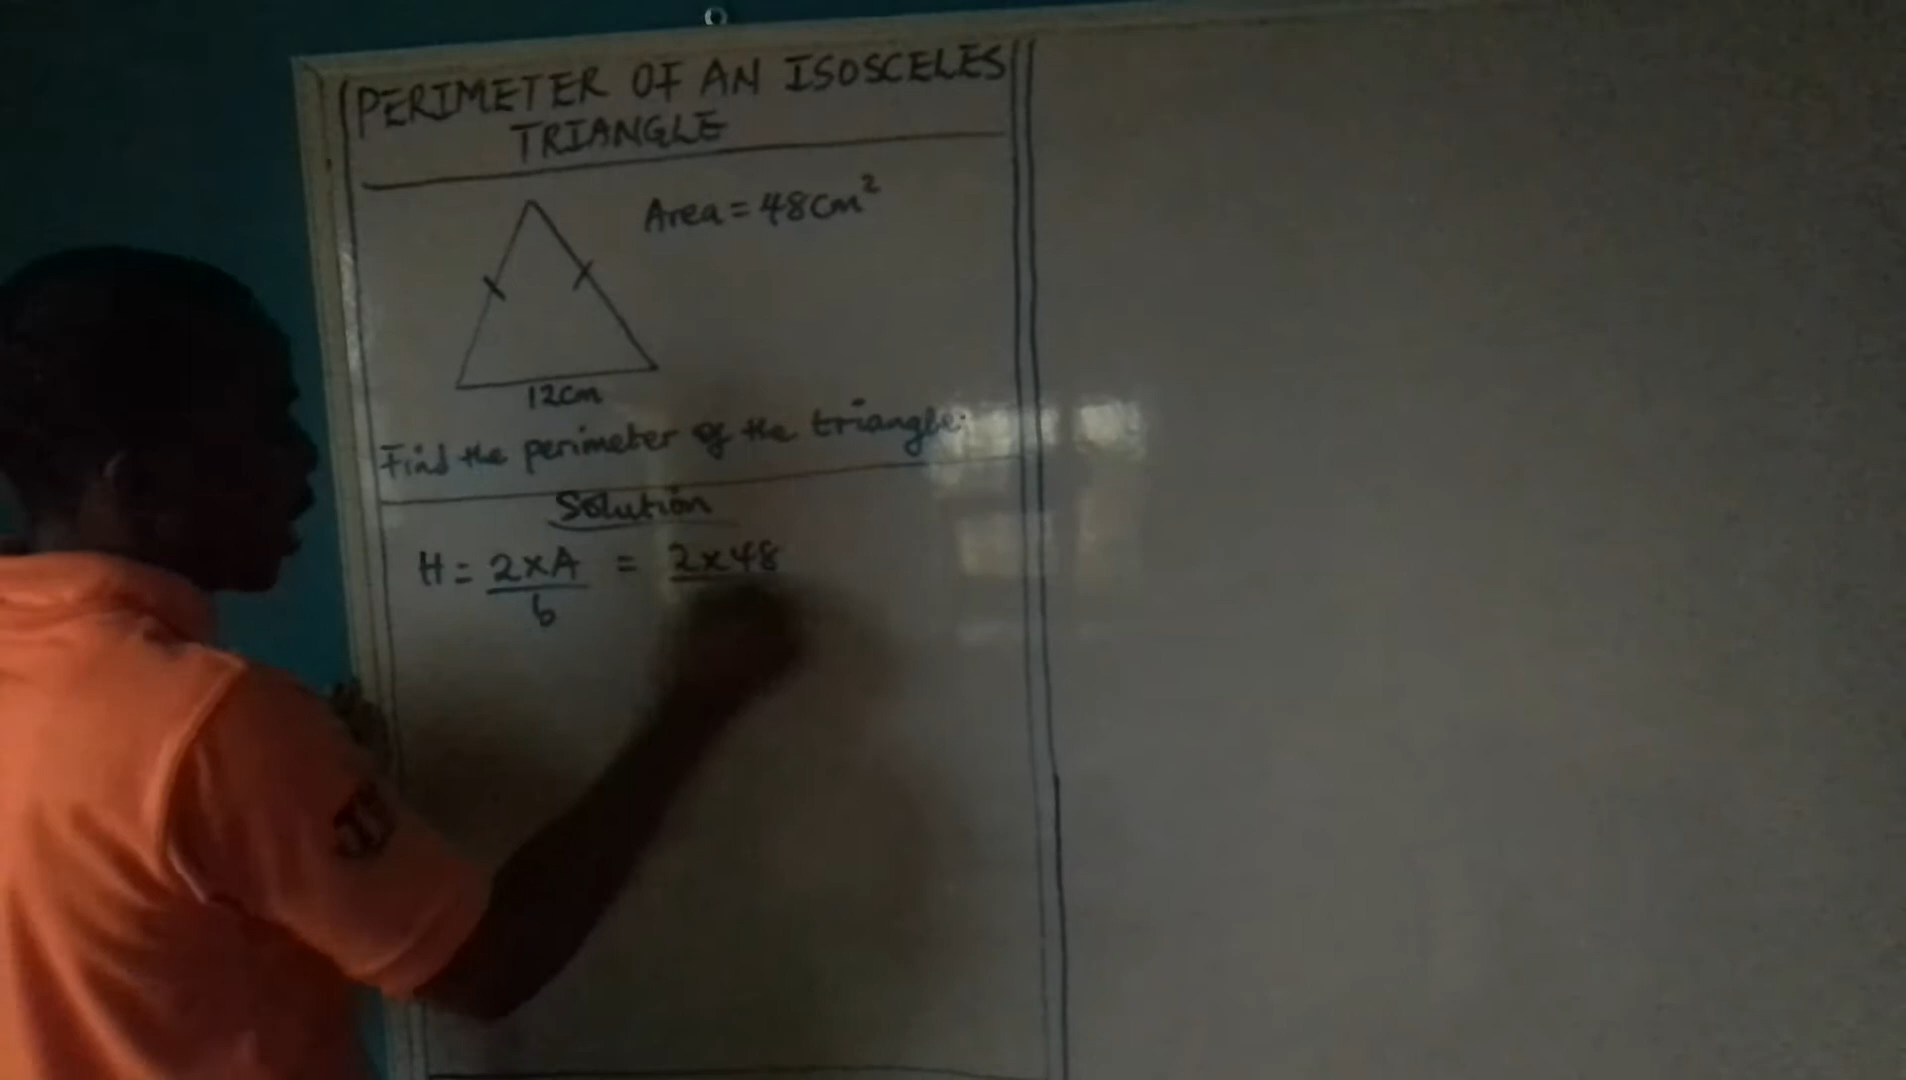 PERIMETER OF AN ISOSCELES
TRIANGLE
Area = 48cm²
12cm
Find the perimeter of the triangle.
Solution
H = 2×A = 2×48
b